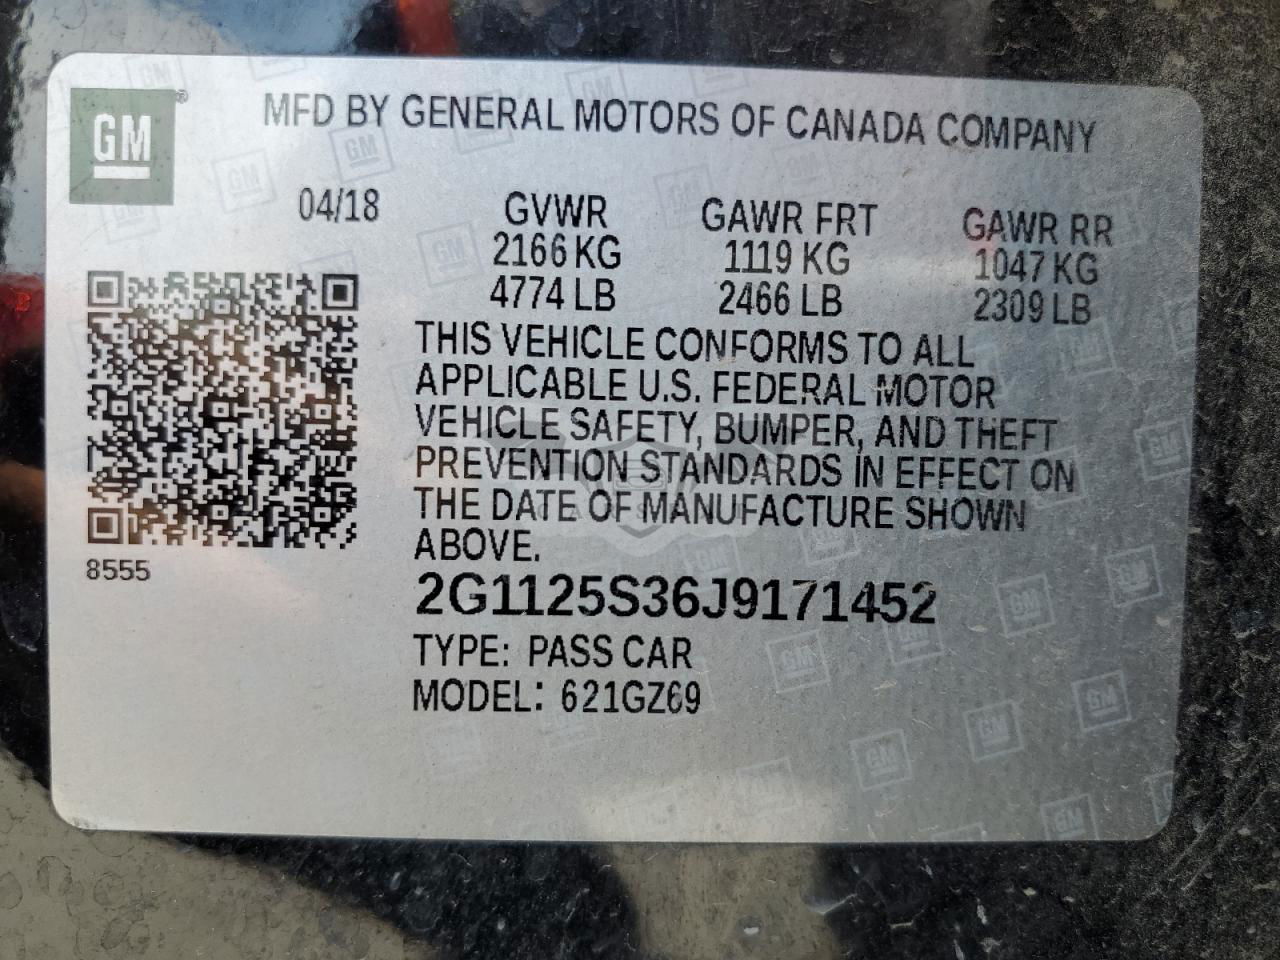 GM
MFD BY GENERAL MOTORS OF CANADA COMPANY
04/18
GVWR GAWR FRT GAWR RR
2166 KG 1119 KG 1047 KG
4774 LB 2466 LB 2309 LB
THIS VEHICLE CONFORMS TO ALL
APPLICABLE U.S. FEDERAL MOTOR
VEHICLE SAFETY, BUMPER, AND THEFT
PREVENTION STANDARDS IN EFFECT ON
THE DATE OF MANUFACTURE SHOWN
ABOVE.
8555
2G1125S36J9171452
TYPE: PASS CAR
MODEL: 621GZ69